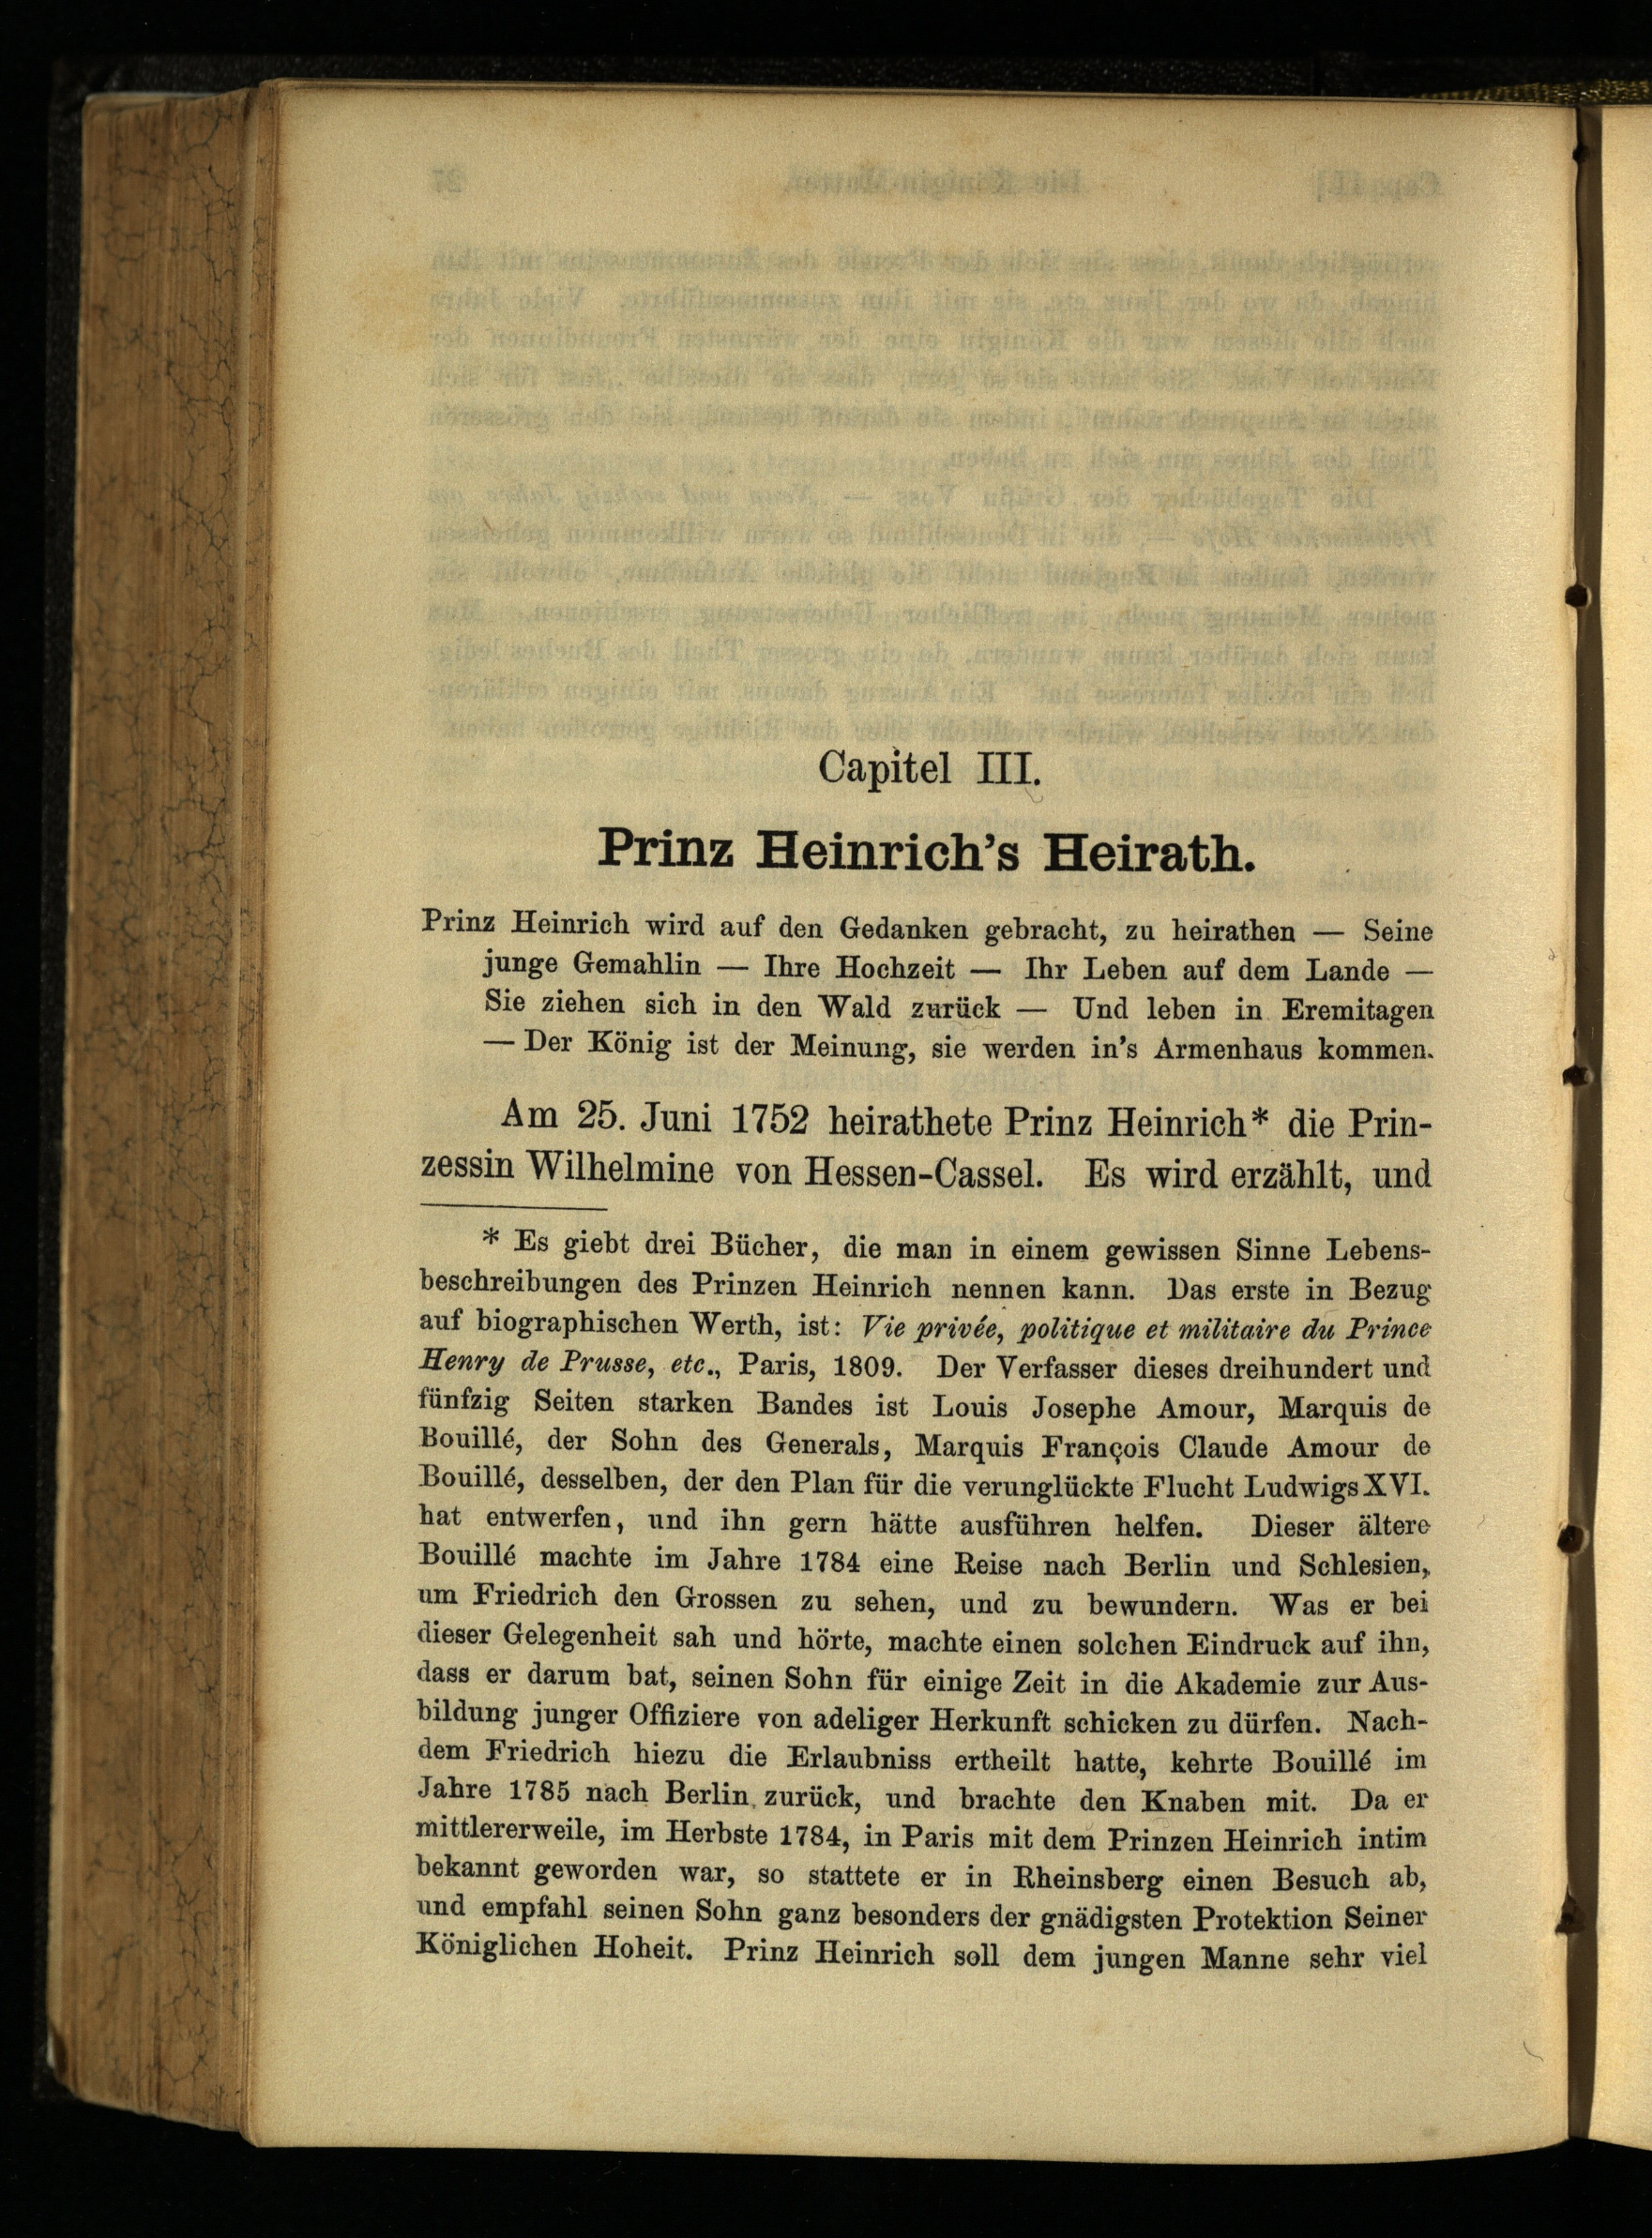 Capitel III.
Prinz Heinrich's Heirath.
Prinz Heinrich wird auf den Gedanken gebracht, zu heirathen — Seine
junge Gemahlin — Ihre Hochzeit — Ihr Leben auf dem Lande —
Sie ziehen sich in den Wald zurück — Und leben in Eremitagen
— Der König ist der Meinung, sie werden in's Armenhaus kommen.
Am 25. Juni 1752 heirathete Prinz Heinrich* die Prin-
zessin Wilhelmine von Hessen-Cassel. Es wird erzählt, und
* Es giebt drei Bücher, die man in einem gewissen Sinne Lebens-
beschreibungen des Prinzen Heinrich nennen kann. Das erste in Bezug
auf biographischen Werth, ist: Vie privée, politique et militaire du Prince
Henry de Prusse, etc., Paris, 1809. Der Verfasser dieses dreihundert und
fünfzig Seiten starken Bandes ist Louis Josephe Amour, Marquis de
Bouillé, der Sohn des Generals, Marquis François Claude Amour de
Bouillé, desselben, der den Plan für die verunglückte Flucht Ludwigs XVI.
hat entwerfen, und ihn gern hätte ausführen helfen. Dieser ältere
Bouillé machte im Jahre 1784 eine Reise nach Berlin und Schlesien,
um Friedrich den Grossen zu sehen, und zu bewundern. Was er bei
dieser Gelegenheit sah und hörte, machte einen solchen Eindruck auf ihn,
dass er darum bat, seinen Sohn für einige Zeit in die Akademie zur Aus-
bildung junger Offiziere von adeliger Herkunft schicken zu dürfen. Nach-
dem Friedrich hiezu die Erlaubniss ertheilt hatte, kehrte Bouillé im
Jahre 1785 nach Berlin zurück, und brachte den Knaben mit. Da er
mittlererweile, im Herbste 1784, in Paris mit dem Prinzen Heinrich intim
bekannt geworden war, so stattete er in Rheinsberg einen Besuch ab,
und empfahl seinen Sohn ganz besonders der gnädigsten Protektion Seiner
Königlichen Hoheit. Prinz Heinrich soll dem jungen Manne sehr viel